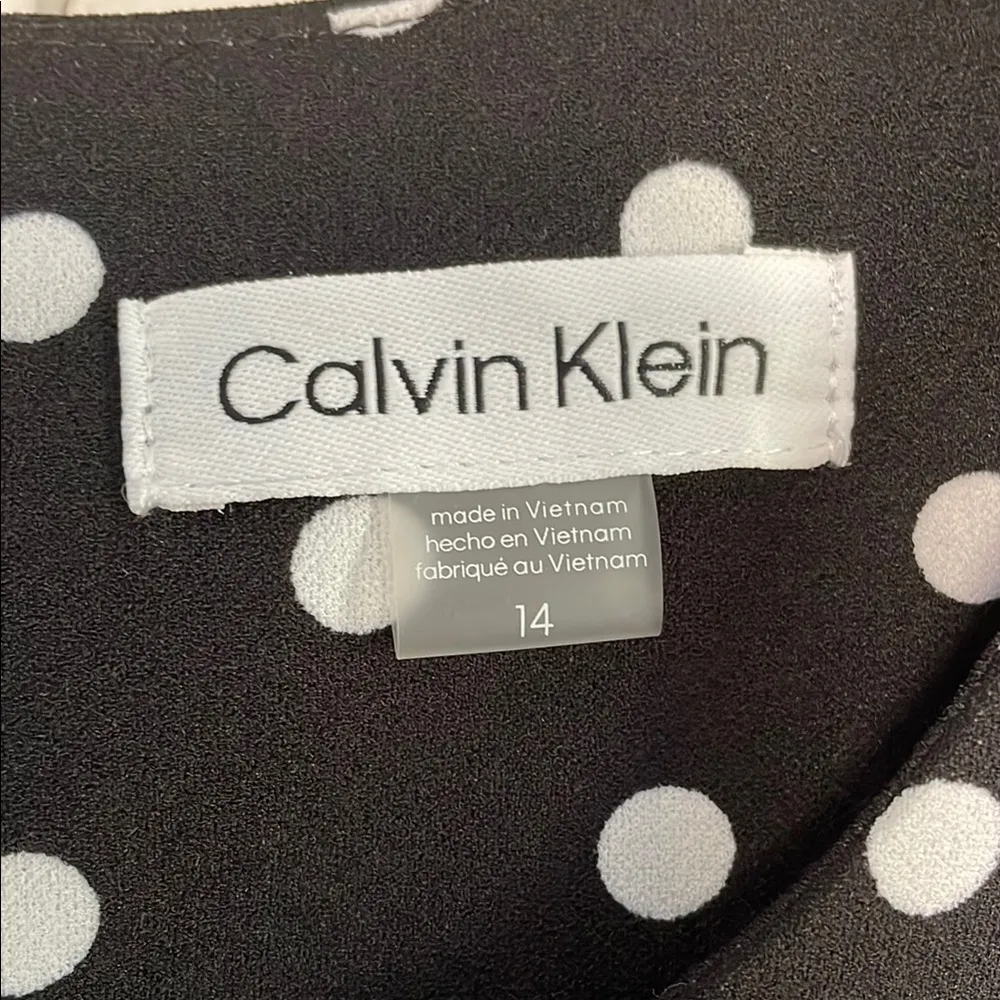 Calvin Klein
made in Vietnam
hecho en Vietnam
fabriqué au Vietnam
14